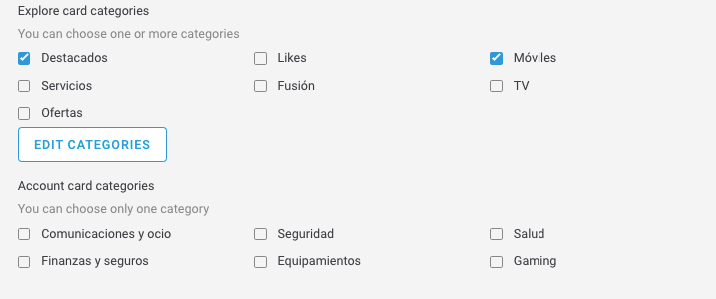 Explore card categories
You can choose one or more categories
Destacados Likes Móviles
Servicios Fusión TV
Ofertas
EDIT CATEGORIES
Account card categories
You can choose only one category
Comunicaciones y ocio Seguridad Salud
Finanzas y seguros Equipamientos Gaming